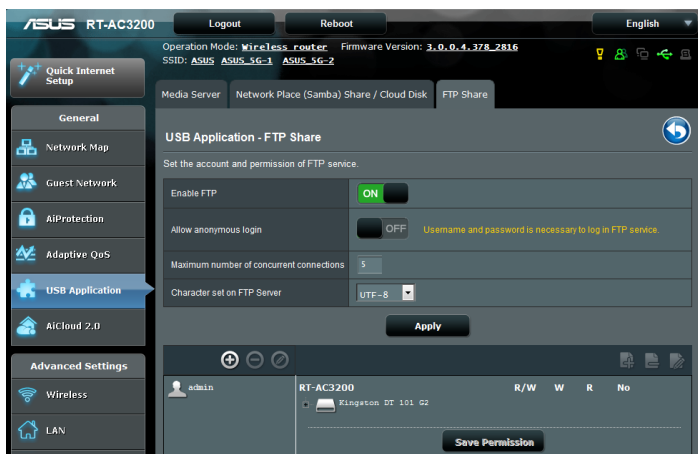 ASUS RT-AC3200 Logout Reboot English
Operation Mode: Wireless router Firmware Version: 3.0.0.4.378_2816
SSID: ASUS ASUS_5G-1 ASUS_5G-2
Quick Internet
Setup
General
Network Map
Guest Network
AiProtection
Adaptive QoS
USB Application
AiCloud 2.0
Advanced Settings
Wireless
LAN
Media Server Network Place (Samba) Share / Cloud Disk FTP Share
USB Application - FTP Share
Set the account and permission of FTP service.
Enable FTP ON
Allow anonymous login OFF Username and password is necessary to log in FTP service.
Maximum number of concurrent connections 5
Character set on FTP Server UTF-8
Apply
admin RT-AC3200 R/W W R No
Kingston DT 101 G2
Save Permission